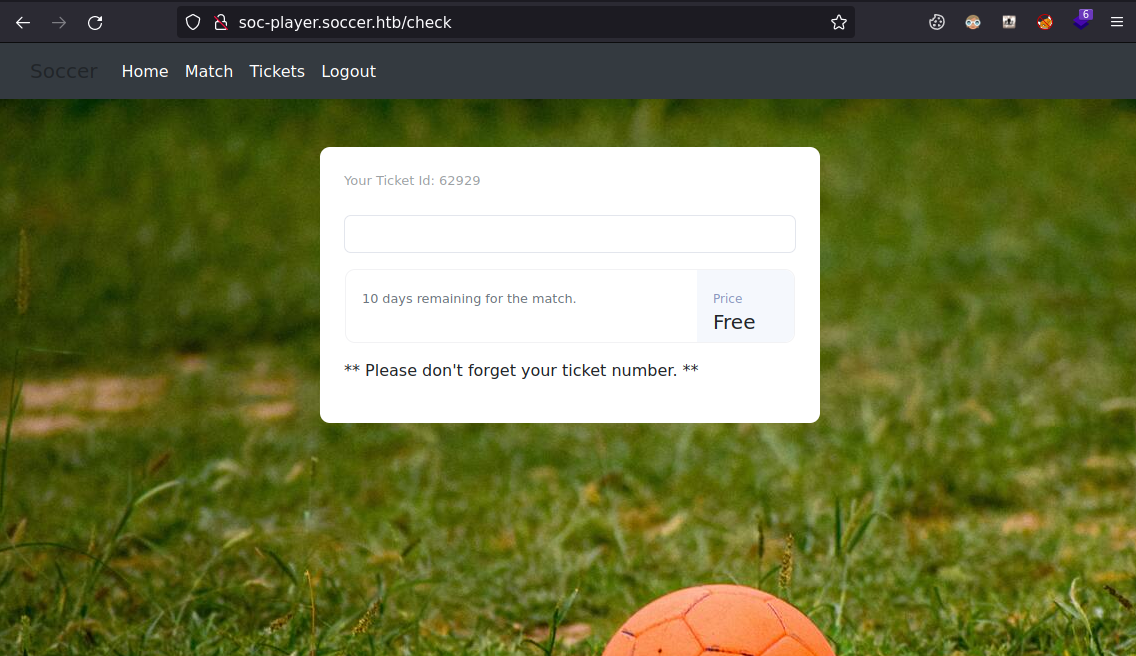 soc-player.soccer.htb/check
6
Soccer Home Match Tickets Logout
Your Ticket Id: 62929
10 days remaining for the match.
Price
Free
** Please don't forget your ticket number. **